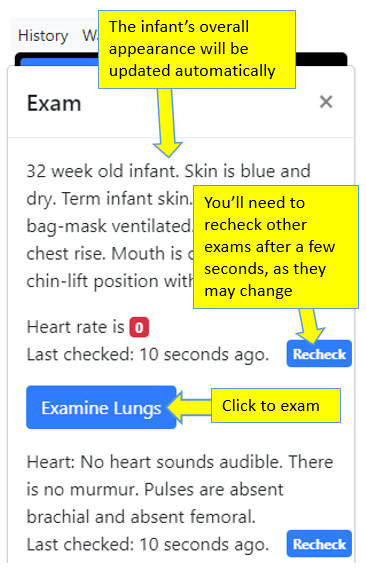 The infant's overall
appearance will be
updated automatically
History
Exam ×
32 week old infant. Skin is blue and
dry. Term infant skin.
bag-mask ventilated.
chest rise. Mouth is
chin-lift position with
You'll need to
recheck other
exams after a few
seconds, as they
may change
Heart rate is 0
Last checked: 10 seconds ago. Recheck
Examine Lungs
Click to exam
Heart: No heart sounds audible. There
is no murmur. Pulses are absent
brachial and absent femoral.
Last checked: 10 seconds ago. Recheck